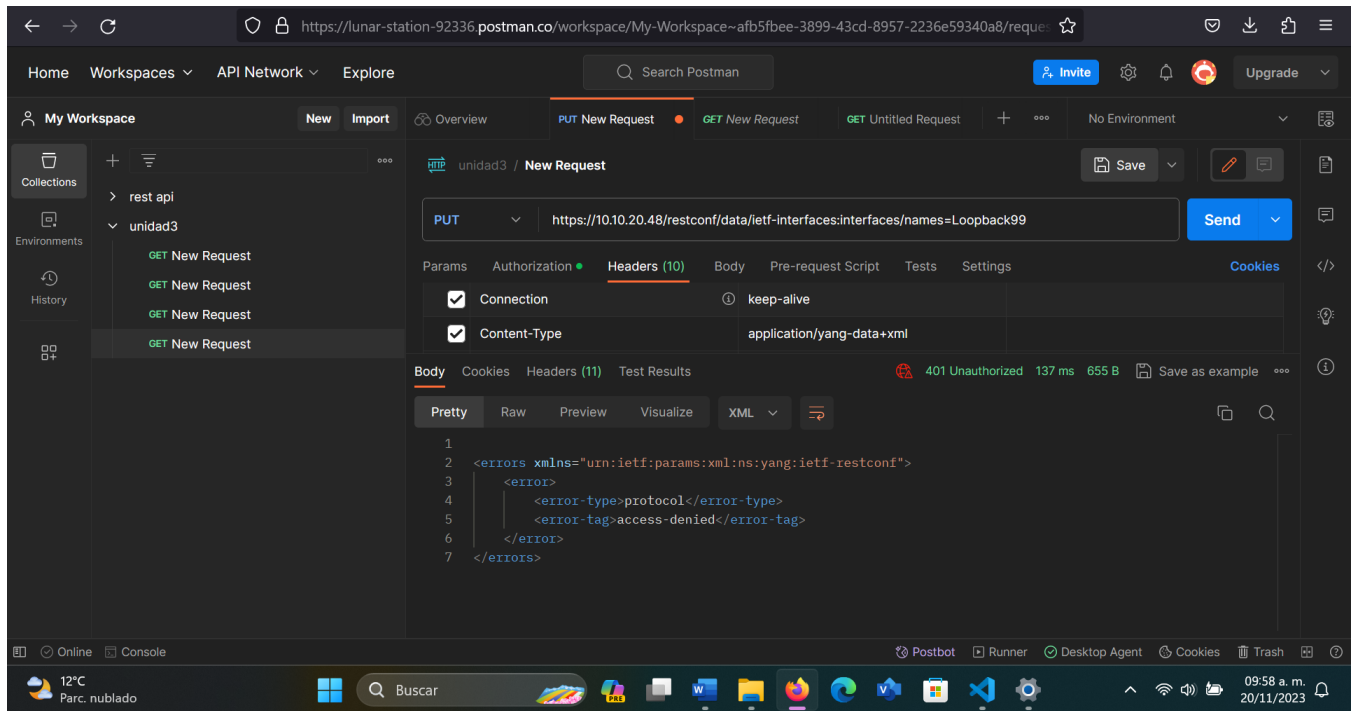 https://lunar-station-92336.postman.co/workspace/My-Workspace~afb5fbee-3899-43cd-8957-2236e59340a8/reques
Home Workspaces API Network Explore Search Postman Invite Upgrade
My Workspace New Import Overview PUT New Request GET New Request GET Untitled Request No Environment
Collections
Environments
History
rest api
unidad3
GET New Request
GET New Request
GET New Request
GET New Request
HTTP unidad3 / New Request Save
PUT https://10.10.20.48/restconf/data/ietf-interfaces:interfaces/names=Loopback99 Send
Params Authorization Headers (10) Body Pre-request Script Tests Settings Cookies
Connection keep-alive
Content-Type application/yang-data+xml
Body Cookies Headers (11) Test Results 401 Unauthorized 137 ms 655 B Save as example
Pretty Raw Preview Visualize XML
1
2 <errors xmlns="urn:ietf:params:xml:ns:yang:ietf-restconf">
3 <error>
4 <error-type>protocol</error-type>
5 <error-tag>access-denied</error-tag>
6 </error>
7 </errors>
Online Console Postbot Runner Desktop Agent Cookies Trash
12°C
Parc. nublado
Buscar
PRE
09:58 a. m.
20/11/2023